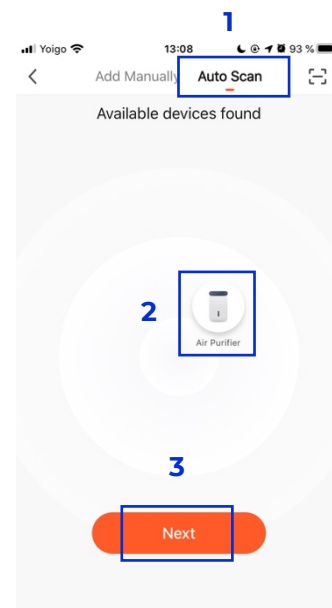 1
Yoigo 13:08 93 %
Add Manually Auto Scan
Available devices found
2
Air Purifier
3
Next